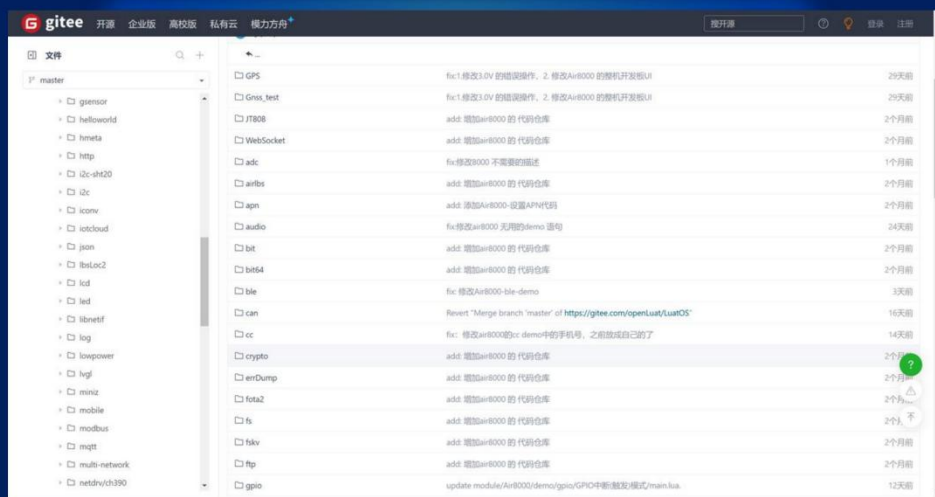 gitee 开源 企业版 高校版 私有云 模力方舟 搜开源 登录 注册
文件
master
gsensor
helloworld
hmeta
http
i2c-sht20
i2c
iconv
iotcloud
json
lbsLoc2
lcd
led
libnetif
log
lowpower
lvgl
miniz
mobile
modbus
mqtt
multi-network
netdrv/ch390
..
GPS fix:1.修改3.0V 的错误操作，2. 修改Air8000 的整机开发板UI 29天前
Gnss_test fix:1.修改3.0V 的错误操作，2. 修改Air8000 的整机开发板UI 29天前
JT808 add: 增加air8000 的 代码仓库 2个月前
WebSocket add: 增加air8000 的 代码仓库 2个月前
adc fix:修改8000 不需要的描述 1个月前
airlbs add: 增加air8000 的 代码仓库 2个月前
apn add: 添加Air8000-设置APN代码 2个月前
audio fix:修改air8000 无用的demo 语句 24天前
bit add: 增加air8000 的 代码仓库 2个月前
bit64 add: 增加air8000 的 代码仓库 2个月前
ble fix: 修改Air8000-ble-demo 3天前
can Revert "Merge branch 'master' of https://gitee.com/openLuat/LuatOS" 16天前
cc fix：修改air8000的cc demo中的手机号，之前放成自己的了 14天前
crypto add: 增加air8000 的 代码仓库 2个月
errDump add: 增加air8000 的 代码仓库 2个月
fota2 add: 增加air8000 的 代码仓库 2个月
fs add: 增加air8000 的 代码仓库 2个月
fskv add: 增加air8000 的 代码仓库 2个月前
ftp add: 增加air8000 的 代码仓库 2个月前
gpio update module/Air8000/demo/gpio/GPIO中断(触发)模式/main.lua. 12天前